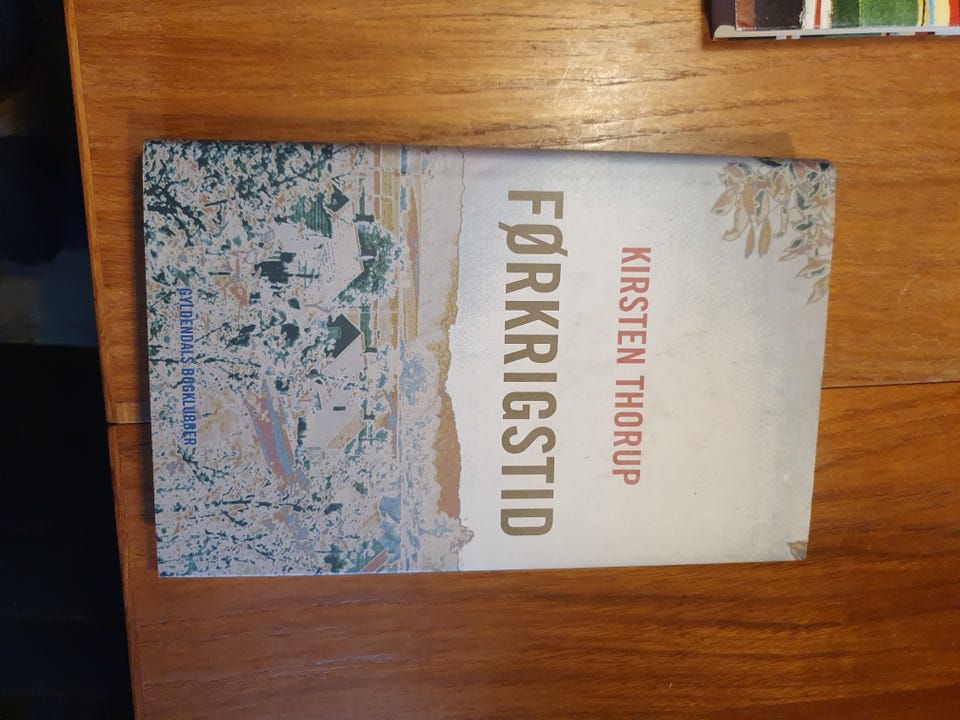 KIRSTEN THORUP
FØRKRIGSTID
GYLDENDALS BOGKLUBBER